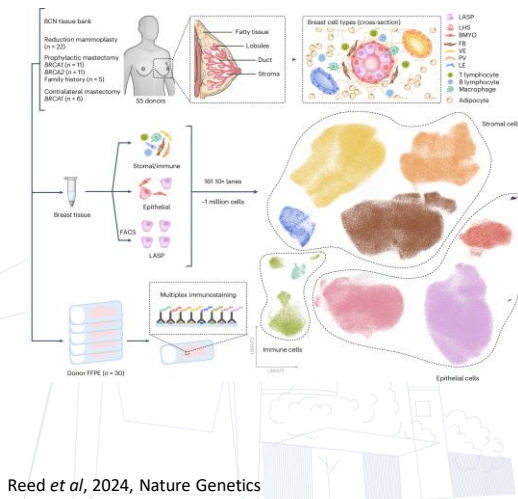 BCN tissue bank
Reduction mammoplasty
(n = 22)
Prophylactic mastectomy
BRCA1 (n = 11)
BRCA2 (n = 11)
Family history (n = 5)
Contralateral mastectomy
BRCA1 (n = 6)
55 donors
Fatty tissue
Lobules
Duct
Stroma
Breast cell types (cross-section)
LASP
LHS
BMYO
FB
VE
PV
LE
T lymphocyte
B lymphocyte
Macrophage
Adipocyte
Breast tissue
Stomal/immune
Epithelial
FACS
LASP
161 10× lanes
~1 million cells
Stromal cells
Immune cells
Epithelial cells
UMAP2
UMAP1
Multiplex immunostaining
Donor FFPE (n = 30)
Reed et al, 2024, Nature Genetics